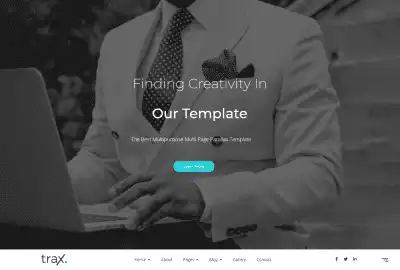 Finding Creativity In
Our Template
The Best Multipurpose Multi Page Parallax Template
Learn More
trax.
Home
About
Pages
Blog
Gallery
Contact